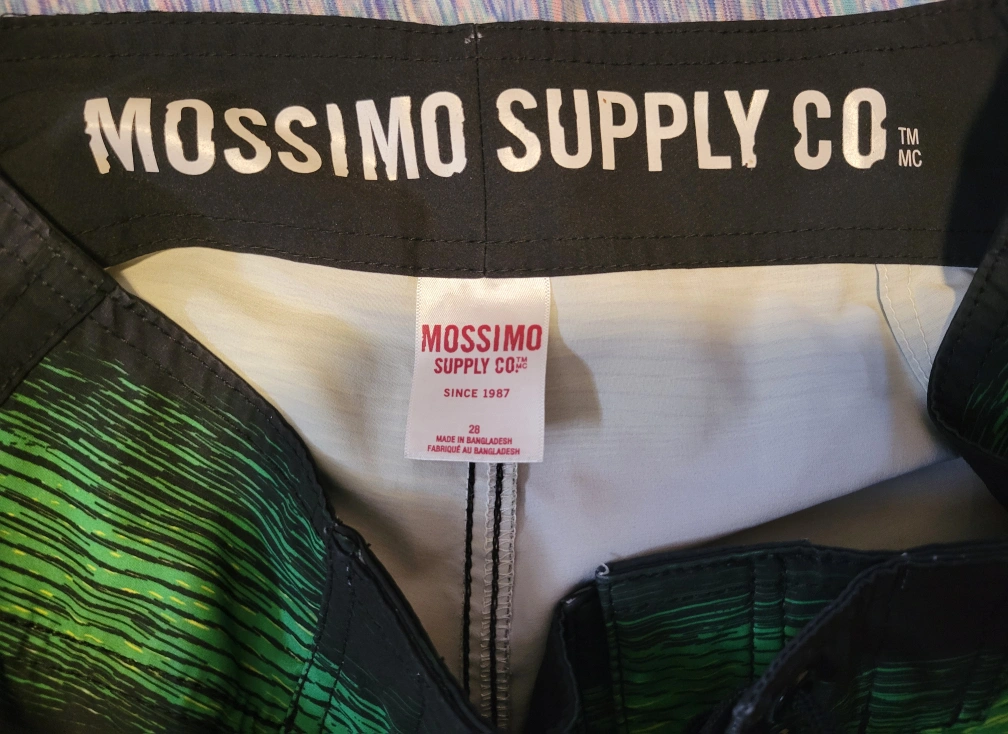 MOSSIMO SUPPLY CO TM
MC
MOSSIMO
SUPPLY CO TM
MC
SINCE 1987
28
MADE IN BANGLADESH
FABRIQUÉ AU BANGLADESH